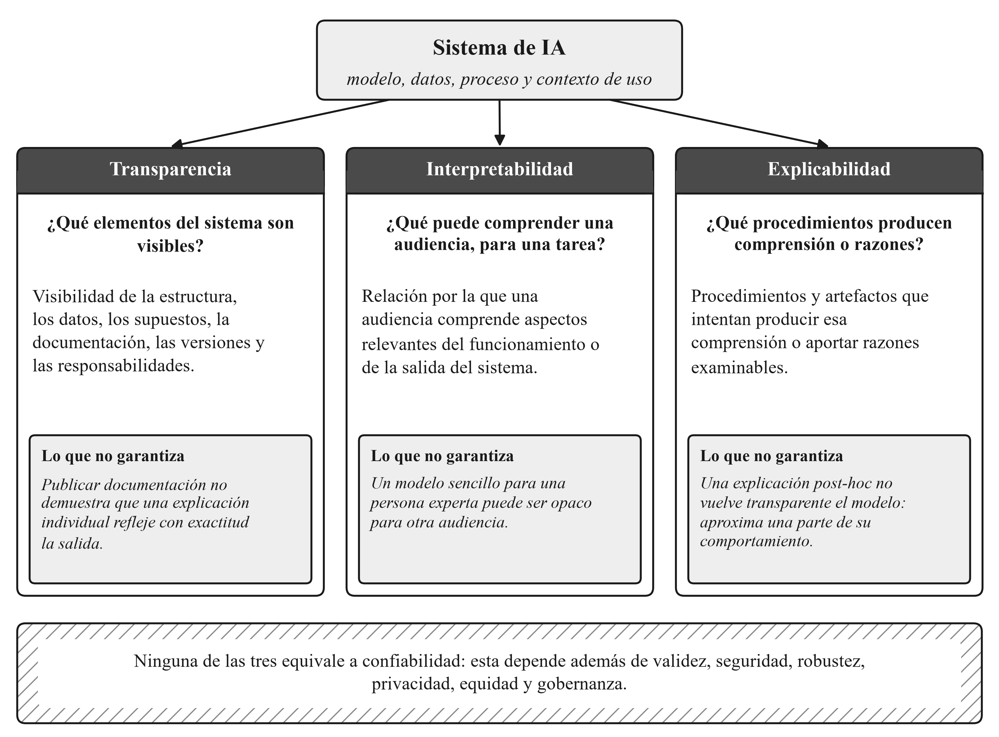 Sistema de IA
modelo, datos, proceso y contexto de uso
Transparencia
¿Qué elementos del sistema son
visibles?
Visibilidad de la estructura,
los datos, los supuestos, la
documentación, las versiones y
las responsabilidades.
Lo que no garantiza
Publicar documentación no
demuestra que una explicación
individual refleje con exactitud
la salida.
Interpretabilidad
¿Qué puede comprender una
audiencia, para una tarea?
Relación por la que una
audiencia comprende aspectos
relevantes del funcionamiento o
de la salida del sistema.
Lo que no garantiza
Un modelo sencillo para una
persona experta puede ser opaco
para otra audiencia.
Explicabilidad
¿Qué procedimientos producen
comprensión o razones?
Procedimientos y artefactos que
intentan producir esa
comprensión o aportar razones
examinables.
Lo que no garantiza
Una explicación post-hoc no
vuelve transparente el modelo:
aproxima una parte de su
comportamiento.
Ninguna de las tres equivale a confiabilidad: esta depende además de validez, seguridad, robustez,
privacidad, equidad y gobernanza.